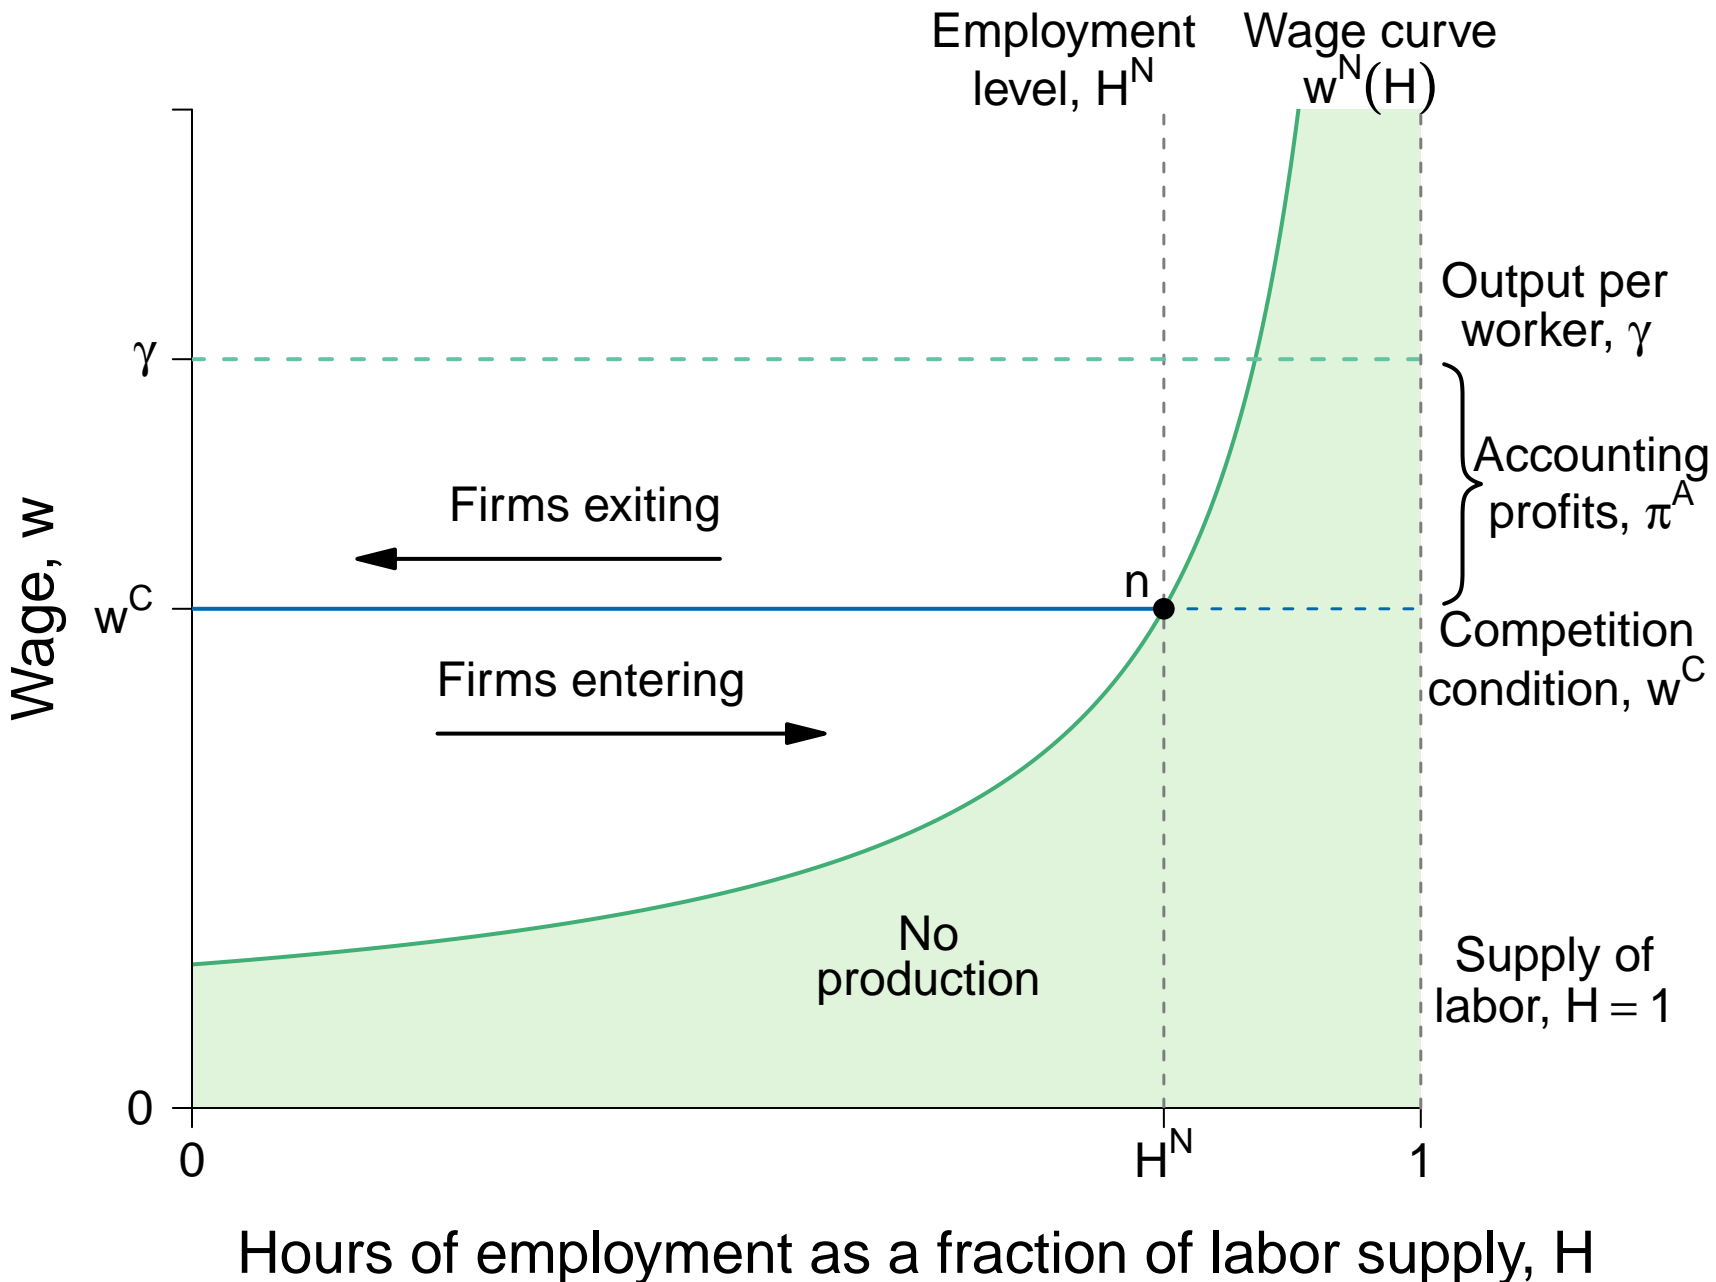 Employment
level, H^N
Wage curve
w^N(H)
Output per
worker, γ
γ
Accounting
profits, π^A
Firms exiting
n
w^C
Competition
condition, w^C
Firms entering
Wage, w
No
production
Supply of
labor, H = 1
0
0
H^N
1
Hours of employment as a fraction of labor supply, H